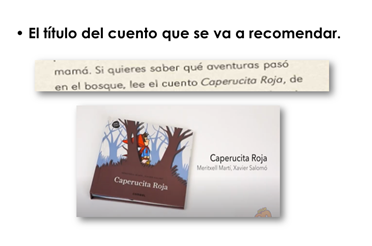 • El título del cuento que se va a recomendar.
mamá. Si quieres saber qué aventuras pasó
en el bosque, lee el cuento Caperucita Roja, de
Caperucita Roja
Caperucita Roja
Meritxell Martí, Xavier Salomó